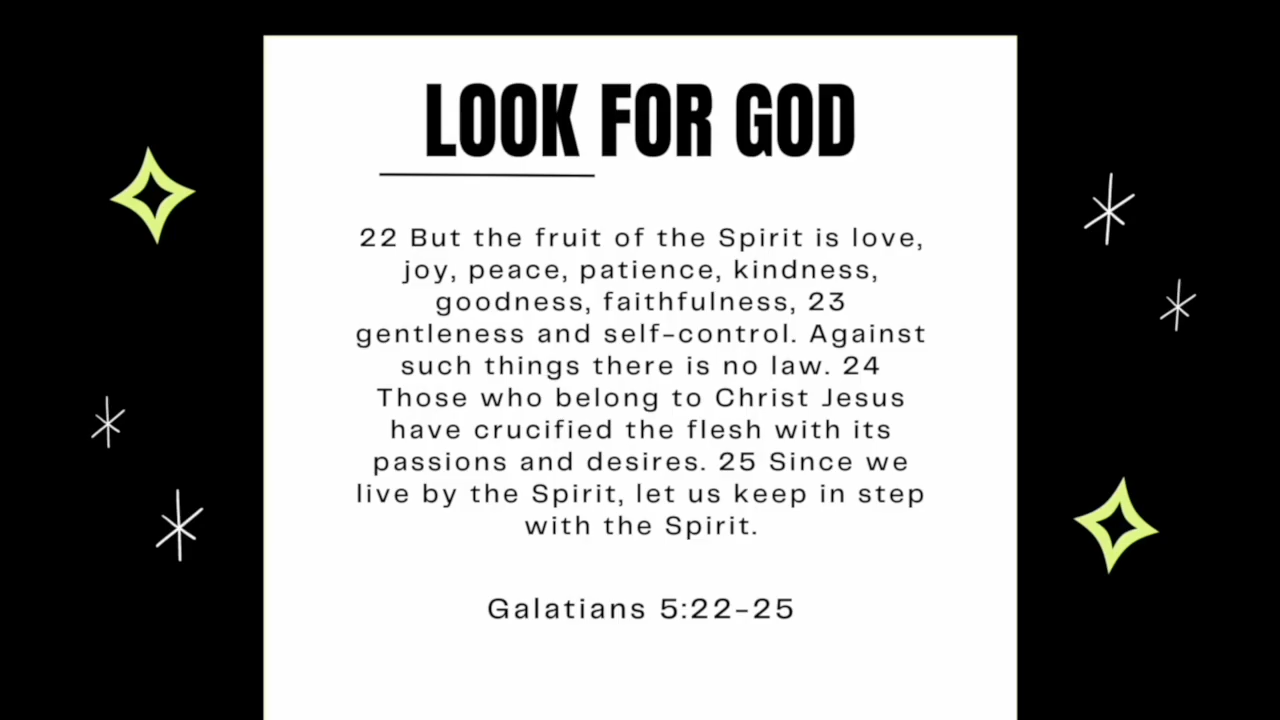 LOOK FOR GOD
22 But the fruit of the Spirit is love,
joy, peace, patience, kindness,
goodness, faithfulness, 23
gentleness and self-control. Against
such things there is no law. 24
Those who belong to Christ Jesus
have crucified the flesh with its
passions and desires. 25 Since we
live by the Spirit, let us keep in step
with the Spirit.
Galatians 5:22-25